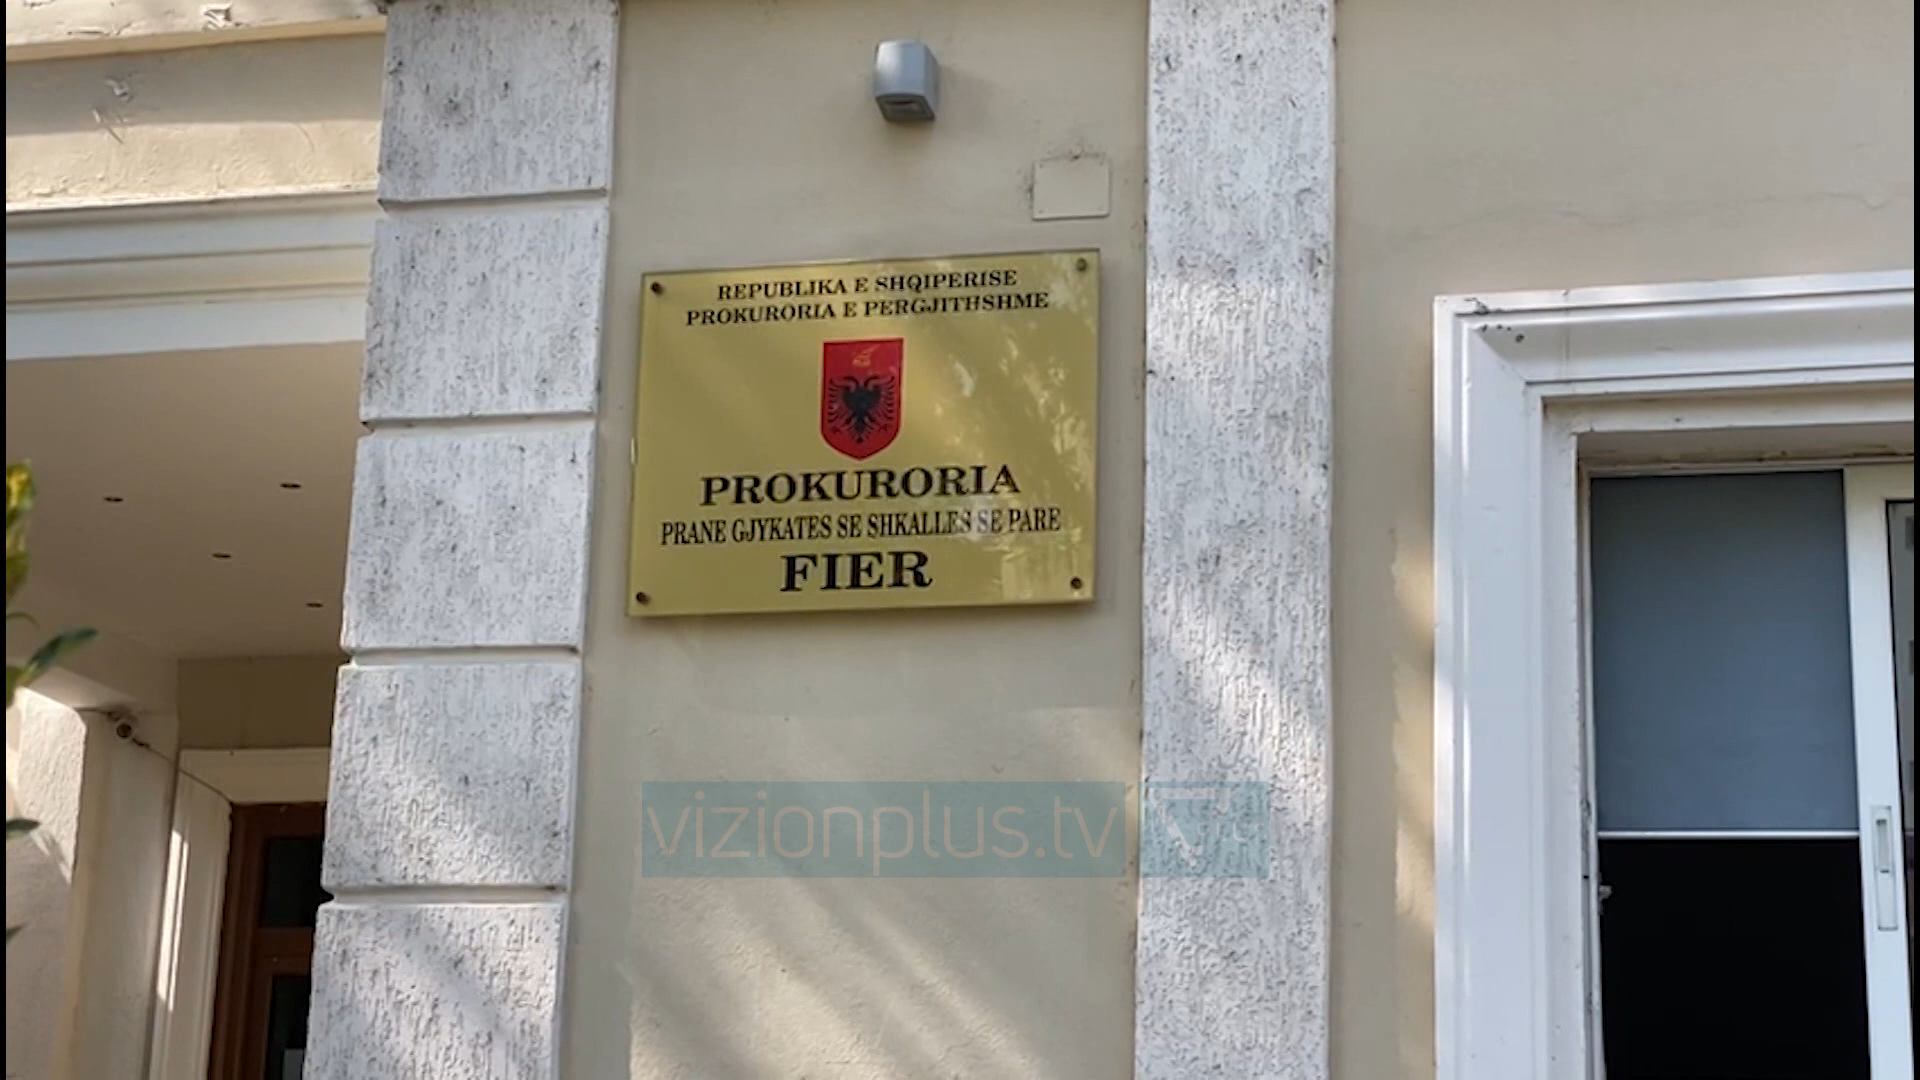 REPUBLIKA E SHQIPERISE
PROKURORIA E PERGJITHSHME
PROKURORIA
PRANE GJYKATES SE SHKALLES SE PARE
FIER
vizionplus.tv